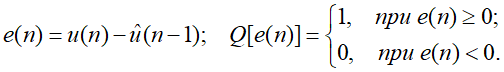 e(n) = u(n) − û(n−1);   Q[e(n)] = { 1,   при e(n) ≥ 0;
0,   при e(n) < 0.